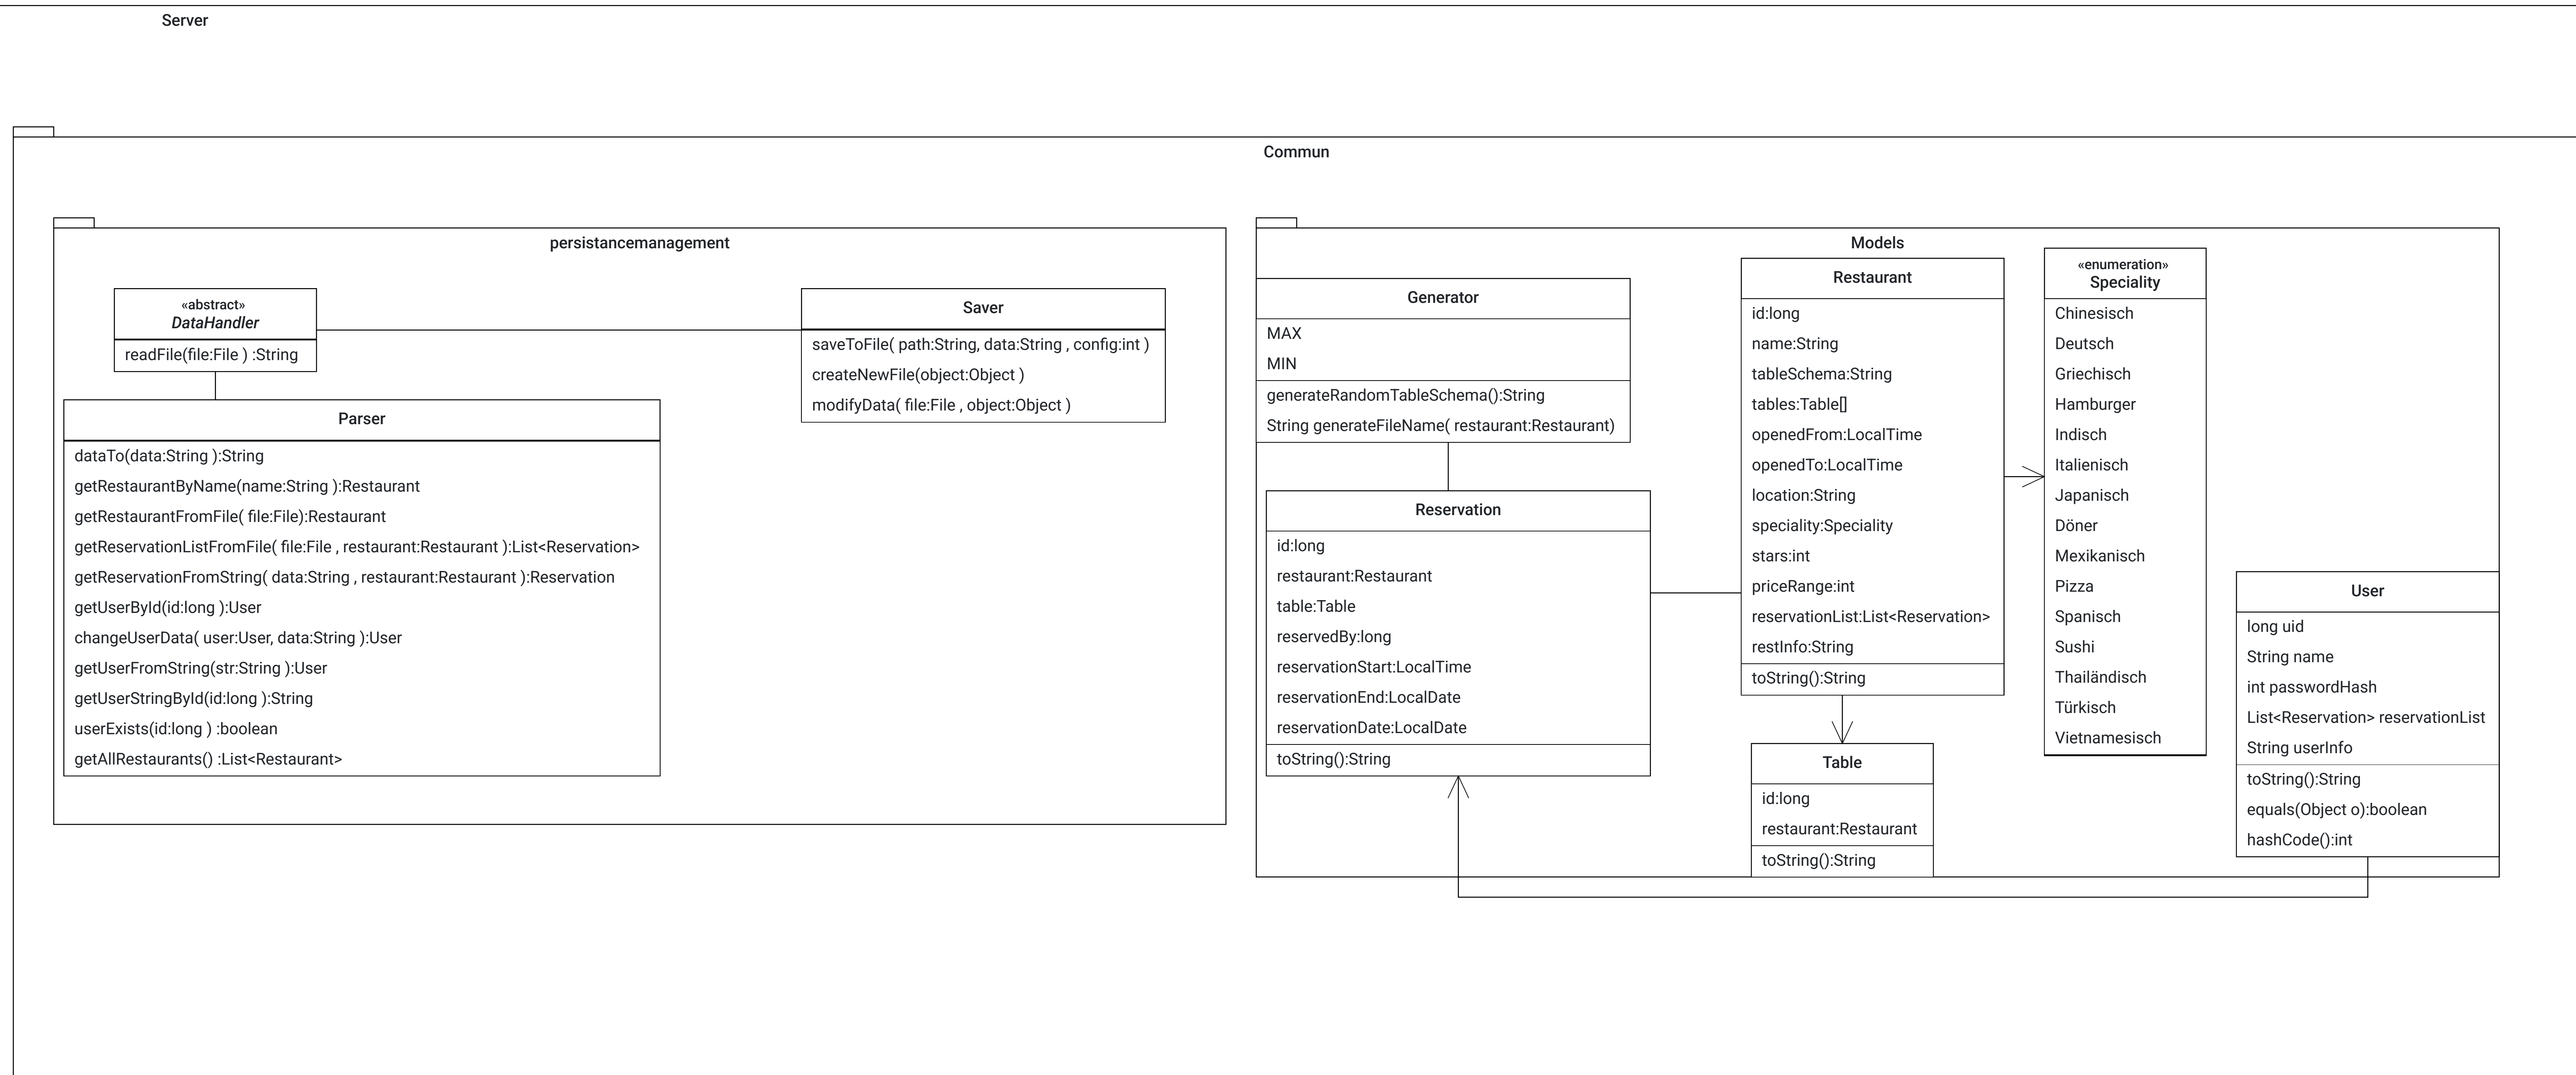 Server
Commun
persistancemanagement
«abstract»
DataHandler
readFile(file:File ) :String
Saver
saveToFile( path:String, data:String , config:int )
createNewFile(object:Object )
modifyData( file:File , object:Object )
Parser
dataTo(data:String ):String
getRestaurantByName(name:String ):Restaurant
getRestaurantFromFile( file:File):Restaurant
getReservationListFromFile( file:File , restaurant:Restaurant ):List<Reservation>
getReservationFromString( data:String , restaurant:Restaurant ):Reservation
getUserById(id:long ):User
changeUserData( user:User, data:String ):User
getUserFromString(str:String ):User
getUserStringById(id:long ):String
userExists(id:long ) :boolean
getAllRestaurants() :List<Restaurant>
Models
Generator
MAX
MIN
generateRandomTableSchema():String
String generateFileName( restaurant:Restaurant)
Reservation
id:long
restaurant:Restaurant
table:Table
reservedBy:long
reservationStart:LocalTime
reservationEnd:LocalDate
reservationDate:LocalDate
toString():String
Restaurant
id:long
name:String
tableSchema:String
tables:Table[]
openedFrom:LocalTime
openedTo:LocalTime
location:String
speciality:Speciality
stars:int
priceRange:int
reservationList:List<Reservation>
restInfo:String
toString():String
Table
id:long
restaurant:Restaurant
toString():String
«enumeration»
Speciality
Chinesisch
Deutsch
Griechisch
Hamburger
Indisch
Italienisch
Japanisch
Döner
Mexikanisch
Pizza
Spanisch
Sushi
Thailändisch
Türkisch
Vietnamesisch
User
long uid
String name
int passwordHash
List<Reservation> reservationList
String userInfo
toString():String
equals(Object o):boolean
hashCode():int